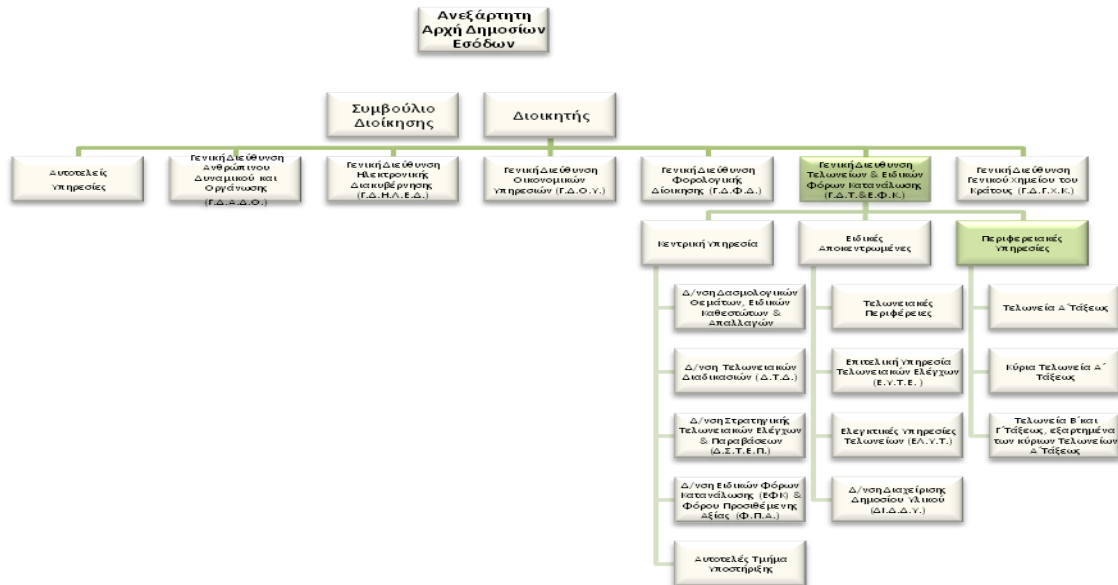 Ανεξάρτητη
Αρχή Δημοσίων
Εσόδων
Συμβούλιο
Διοίκησης
Διοικητής
Αυτοτελείς
Υπηρεσίες
Γενική Διεύθυνση
Ανθρώπινου
Δυναμικού και
Οργάνωσης
(Γ.Δ.Α.Δ.Ο.)
Γενική Διεύθυνση
Ηλεκτρονικής
Διακυβέρνησης
(Γ.Δ.Η.Λ.Ε.Δ.)
Γενική Διεύθυνση
Οικονομικών
Υπηρεσιών (Γ.Δ.Ο.Υ.)
Γενική Διεύθυνση
Φορολογικής
Διοίκησης (Γ.Δ.Φ.Δ.)
Γενική Διευθυνση
Τελωνείων & Ειδικών
Φόρων Κατανάλωσης
(Γ.Δ.Τ.&Ε.Φ.Κ.)
Γενική Διεύθυνση
Γενικού Χημείου του
Κράτους (Γ.Δ.Γ.Χ.Κ.)
Κεντρική Υπηρεσία
Ειδικές
Αποκεντρωμένες
Περιφερειακές
Υπηρεσίες
Δ/νση Δασμολογικών
Θεμάτων, Ειδικών
Καθεστώτων &
Απαλλαγών
Δ/νση Τελωνειακών
Διαδικασιών (Δ.Τ.Δ.)
Δ/νση Στρατηγικής
Τελωνειακών Ελέγχων
& Παραβάσεων
(Δ.Σ.Τ.Ε.Π.)
Δ/νση Ειδικών Φόρων
Κατανάλωσης (ΕΦΚ) &
Φόρου Προσιθέμενης
Αξίας (Φ.Π.Α.)
Αυτοτελές Τμήμα
Υποστήριξης
Τελωνειακές
Περιφέρειες
Επιτελική Υπηρεσία
Τελωνειακών Ελέγχων
(Ε.Υ.Τ.Ε. )
Ελεγκτικές Υπηρεσίες
Τελωνείων (ΕΛ.Υ.Τ.)
Δ/νση Διαχείρισης
Δημοσίου Υλικού
(ΔΙ.Δ.Δ.Υ.)
Τελωνεία Α΄Τάξεως
Κύρια Τελωνεία Α΄
Τάξεως
Τελωνεία Β΄και
Γ΄Τάξεως, εξαρτημένα
των κύριων Τελωνείων
Α΄Τάξεως